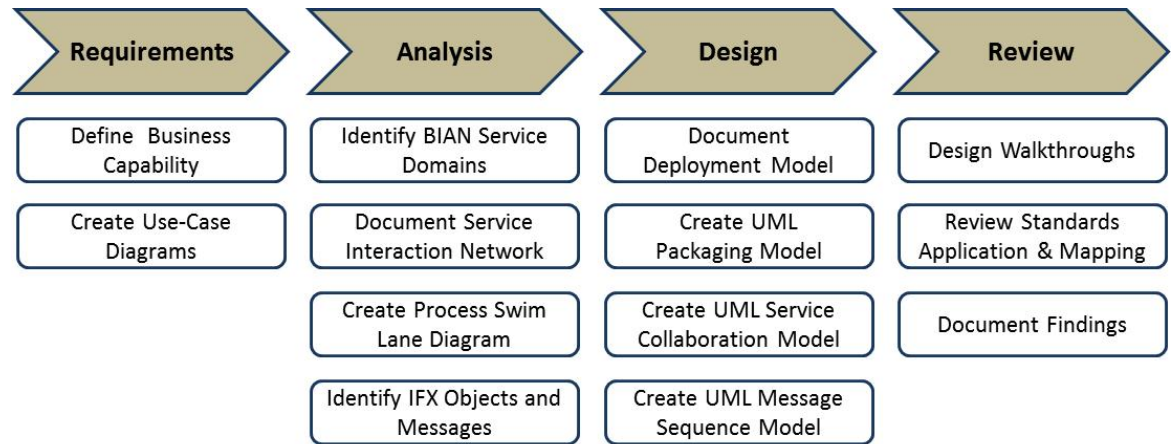 Requirements
Analysis
Design
Review
Define Business
Capability
Create Use-Case
Diagrams
Identify BIAN Service
Domains
Document Service
Interaction Network
Create Process Swim
Lane Diagram
Identify IFX Objects and
Messages
Document
Deployment Model
Create UML
Packaging Model
Create UML Service
Collaboration Model
Create UML Message
Sequence Model
Design Walkthroughs
Review Standards
Application & Mapping
Document Findings